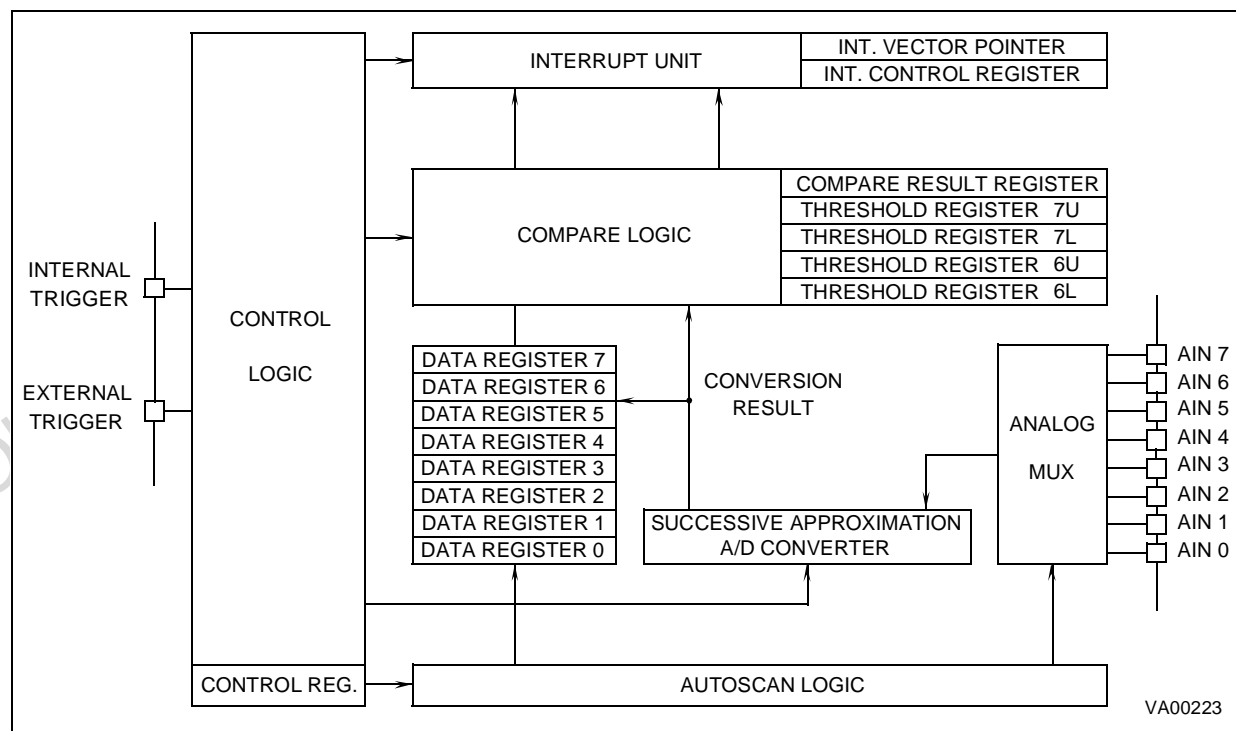 INTERRUPT UNIT
INT. VECTOR POINTER
INT. CONTROL REGISTER
COMPARE LOGIC
COMPARE RESULT REGISTER
THRESHOLD REGISTER 7U
THRESHOLD REGISTER 7L
THRESHOLD REGISTER 6U
THRESHOLD REGISTER 6L
INTERNAL
TRIGGER
EXTERNAL
TRIGGER
CONTROL
LOGIC
DATA REGISTER 7
DATA REGISTER 6
DATA REGISTER 5
DATA REGISTER 4
DATA REGISTER 3
DATA REGISTER 2
DATA REGISTER 1
DATA REGISTER 0
CONVERSION
RESULT
SUCCESSIVE APPROXIMATION
A/D CONVERTER
ANALOG
MUX
AIN 7
AIN 6
AIN 5
AIN 4
AIN 3
AIN 2
AIN 1
AIN 0
CONTROL REG.
AUTOSCAN LOGIC
VA00223